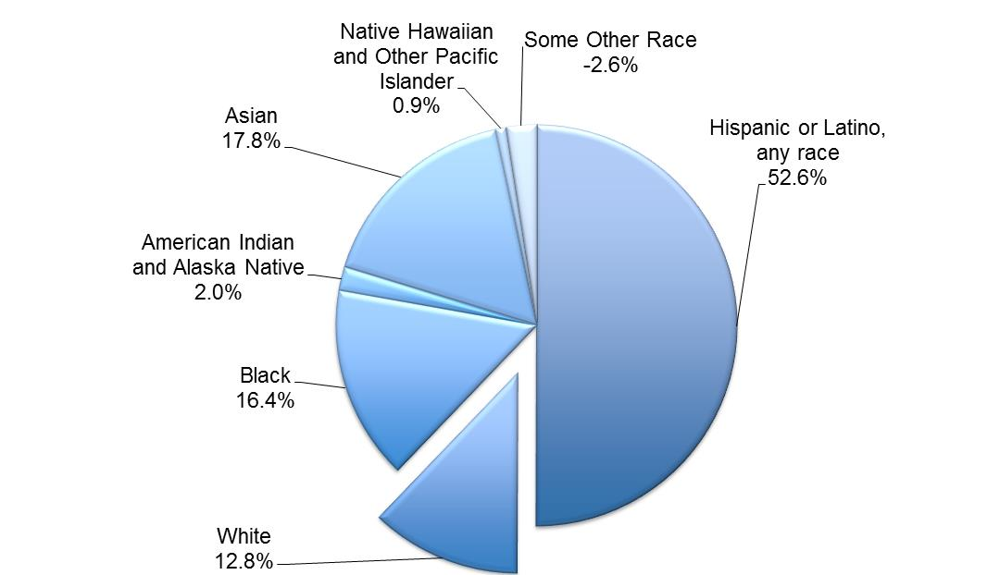 Native Hawaiian
and Other Pacific
Islander
0.9%
Some Other Race
-2.6%
Asian
17.8%
Hispanic or Latino,
any race
52.6%
American Indian
and Alaska Native
2.0%
Black
16.4%
White
12.8%